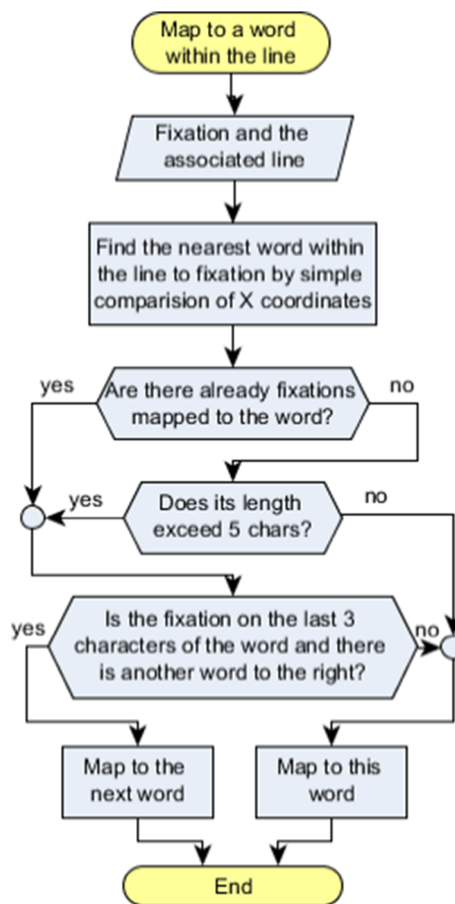 Map to a word
within the line
Fixation and the
associated line
Find the nearest word within
the line to fixation by simple
comparision of X coordinates
yes
Are there already fixations
mapped to the word?
no
yes
Does its length
exceed 5 chars?
no
yes
Is the fixation on the last 3
characters of the word and there
is another word to the right?
no
Map to the
next word
Map to this
word
End